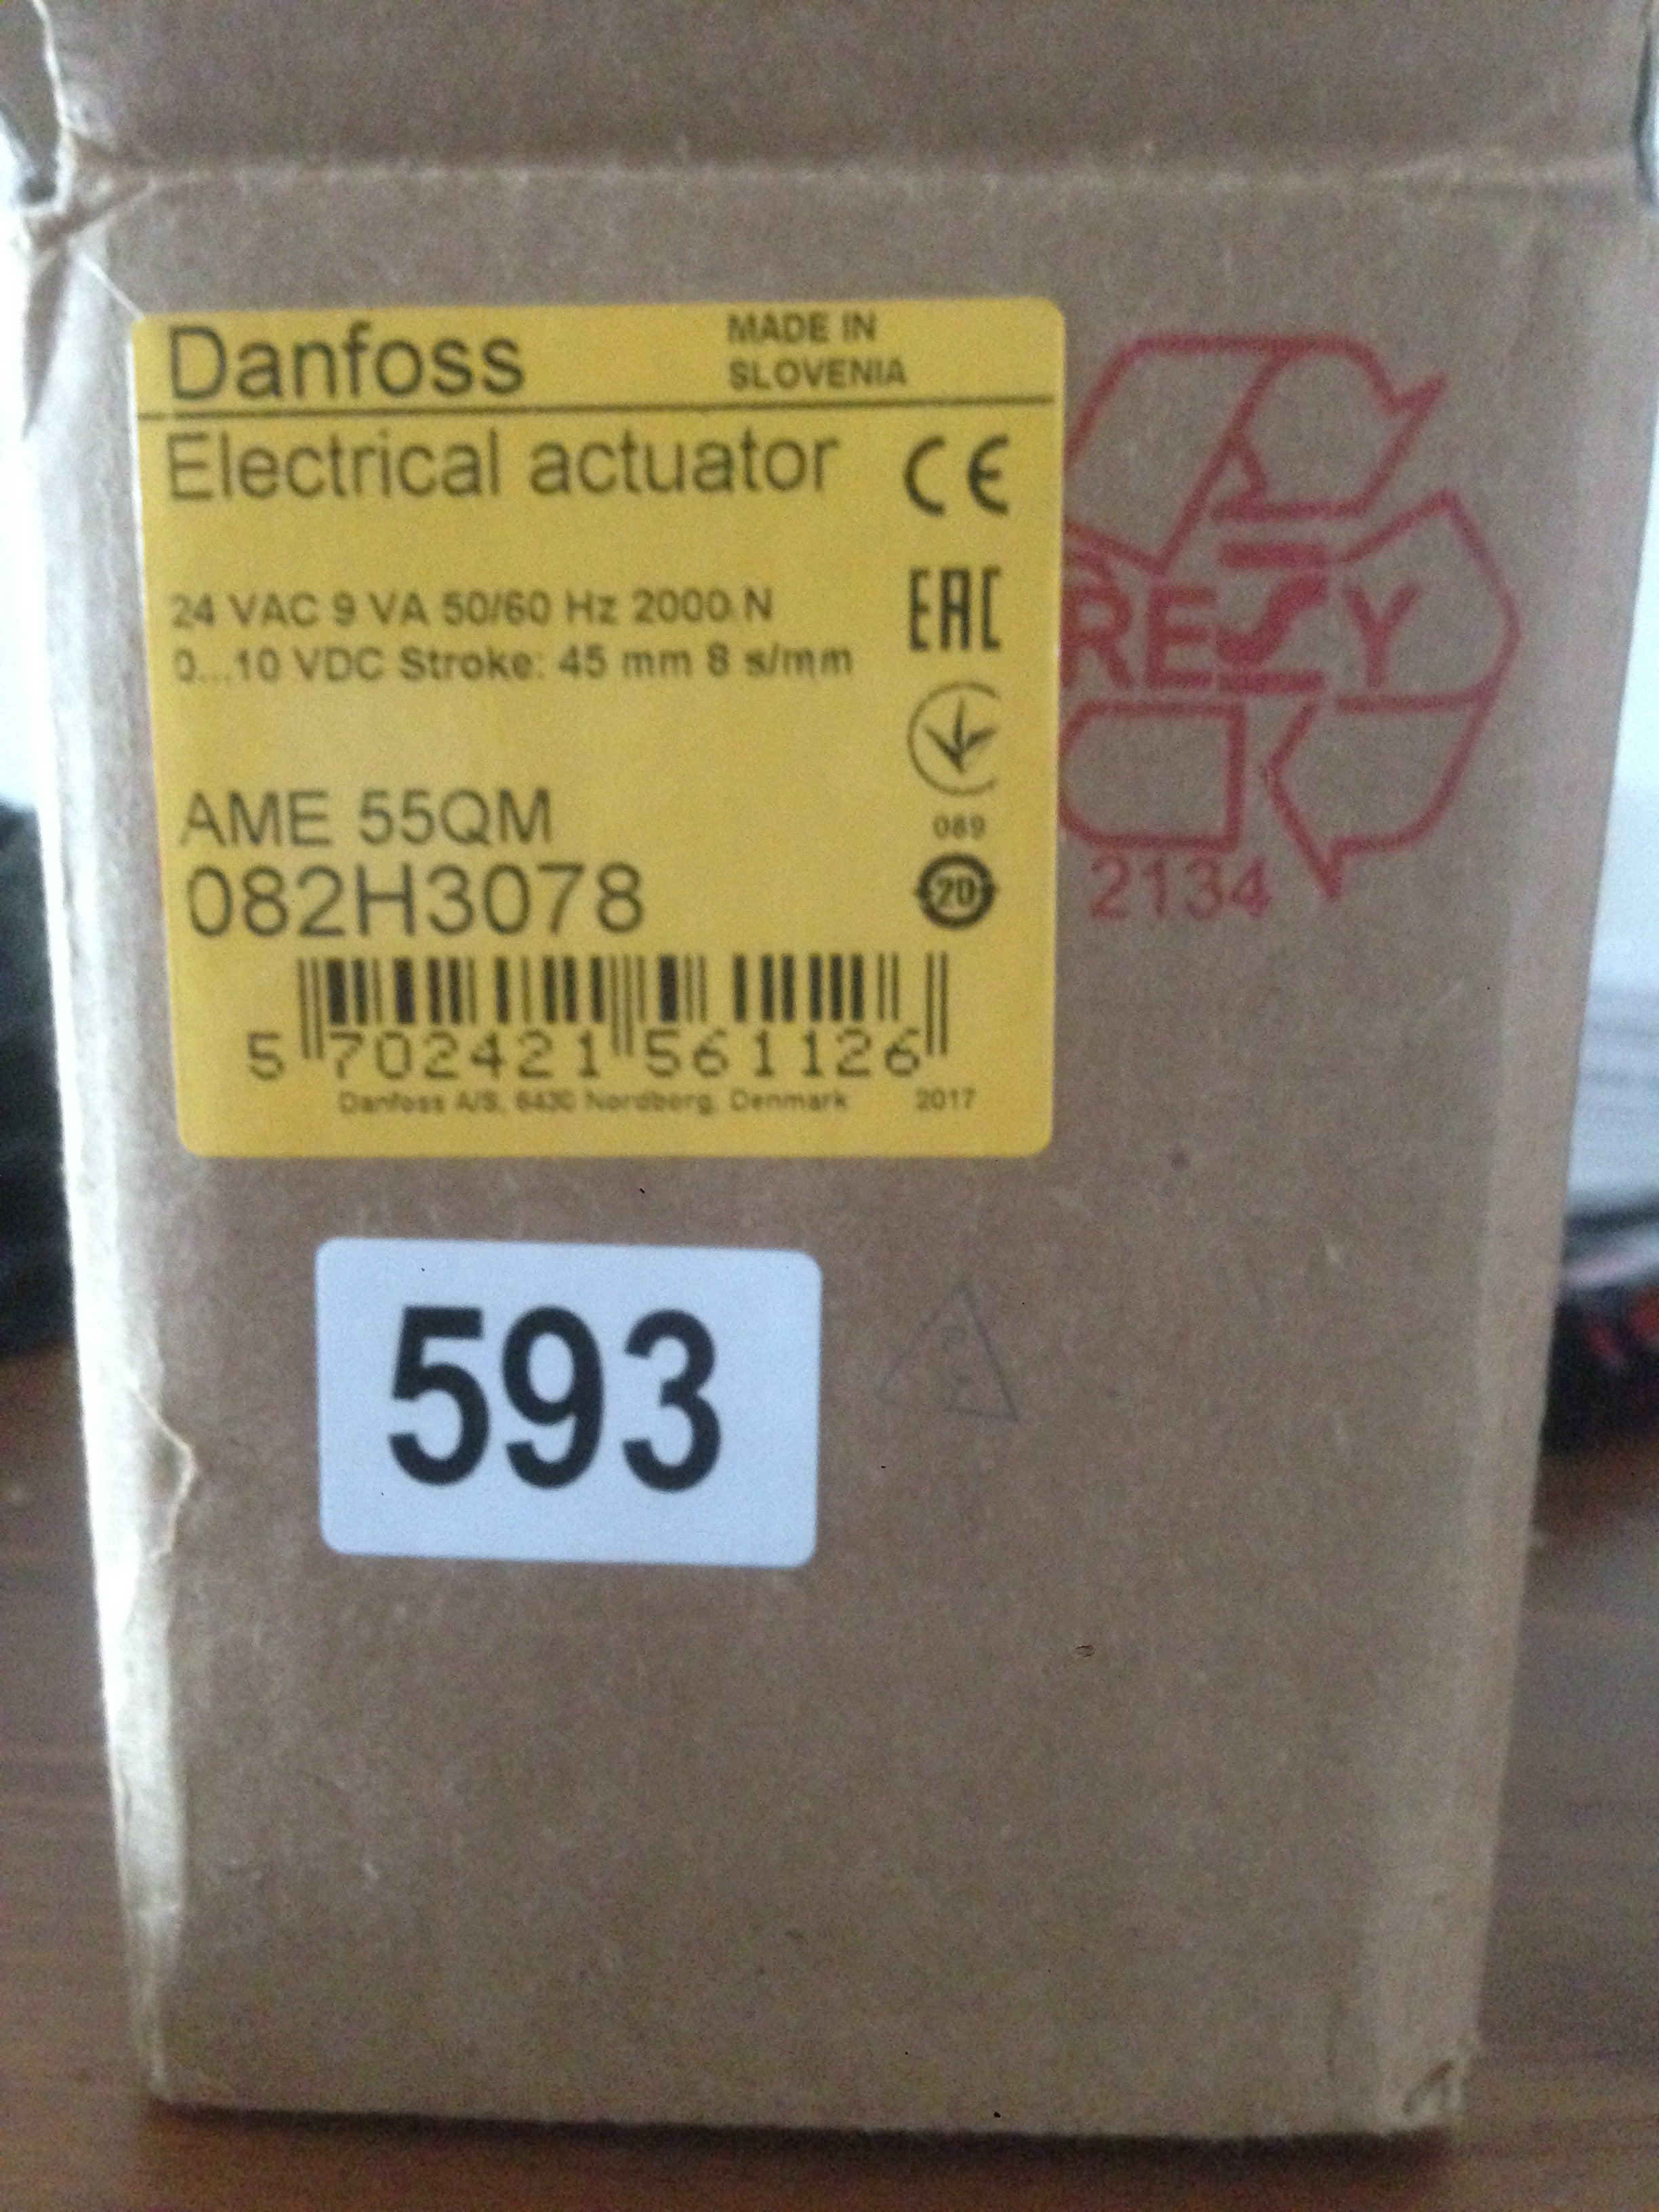 Danfoss
MADE IN
SLOVENIA
Electrical actuator
CE
24 VAC 9 VA 50/60 Hz 2000 N
0...10 VDC Stroke: 45 mm 8 s/mm
EAC
AME 55QM
089
082H3078
20
5 702421 561126
Danfoss A/S, 6430 Nordborg, Denmark 2017
RESY
2134
593